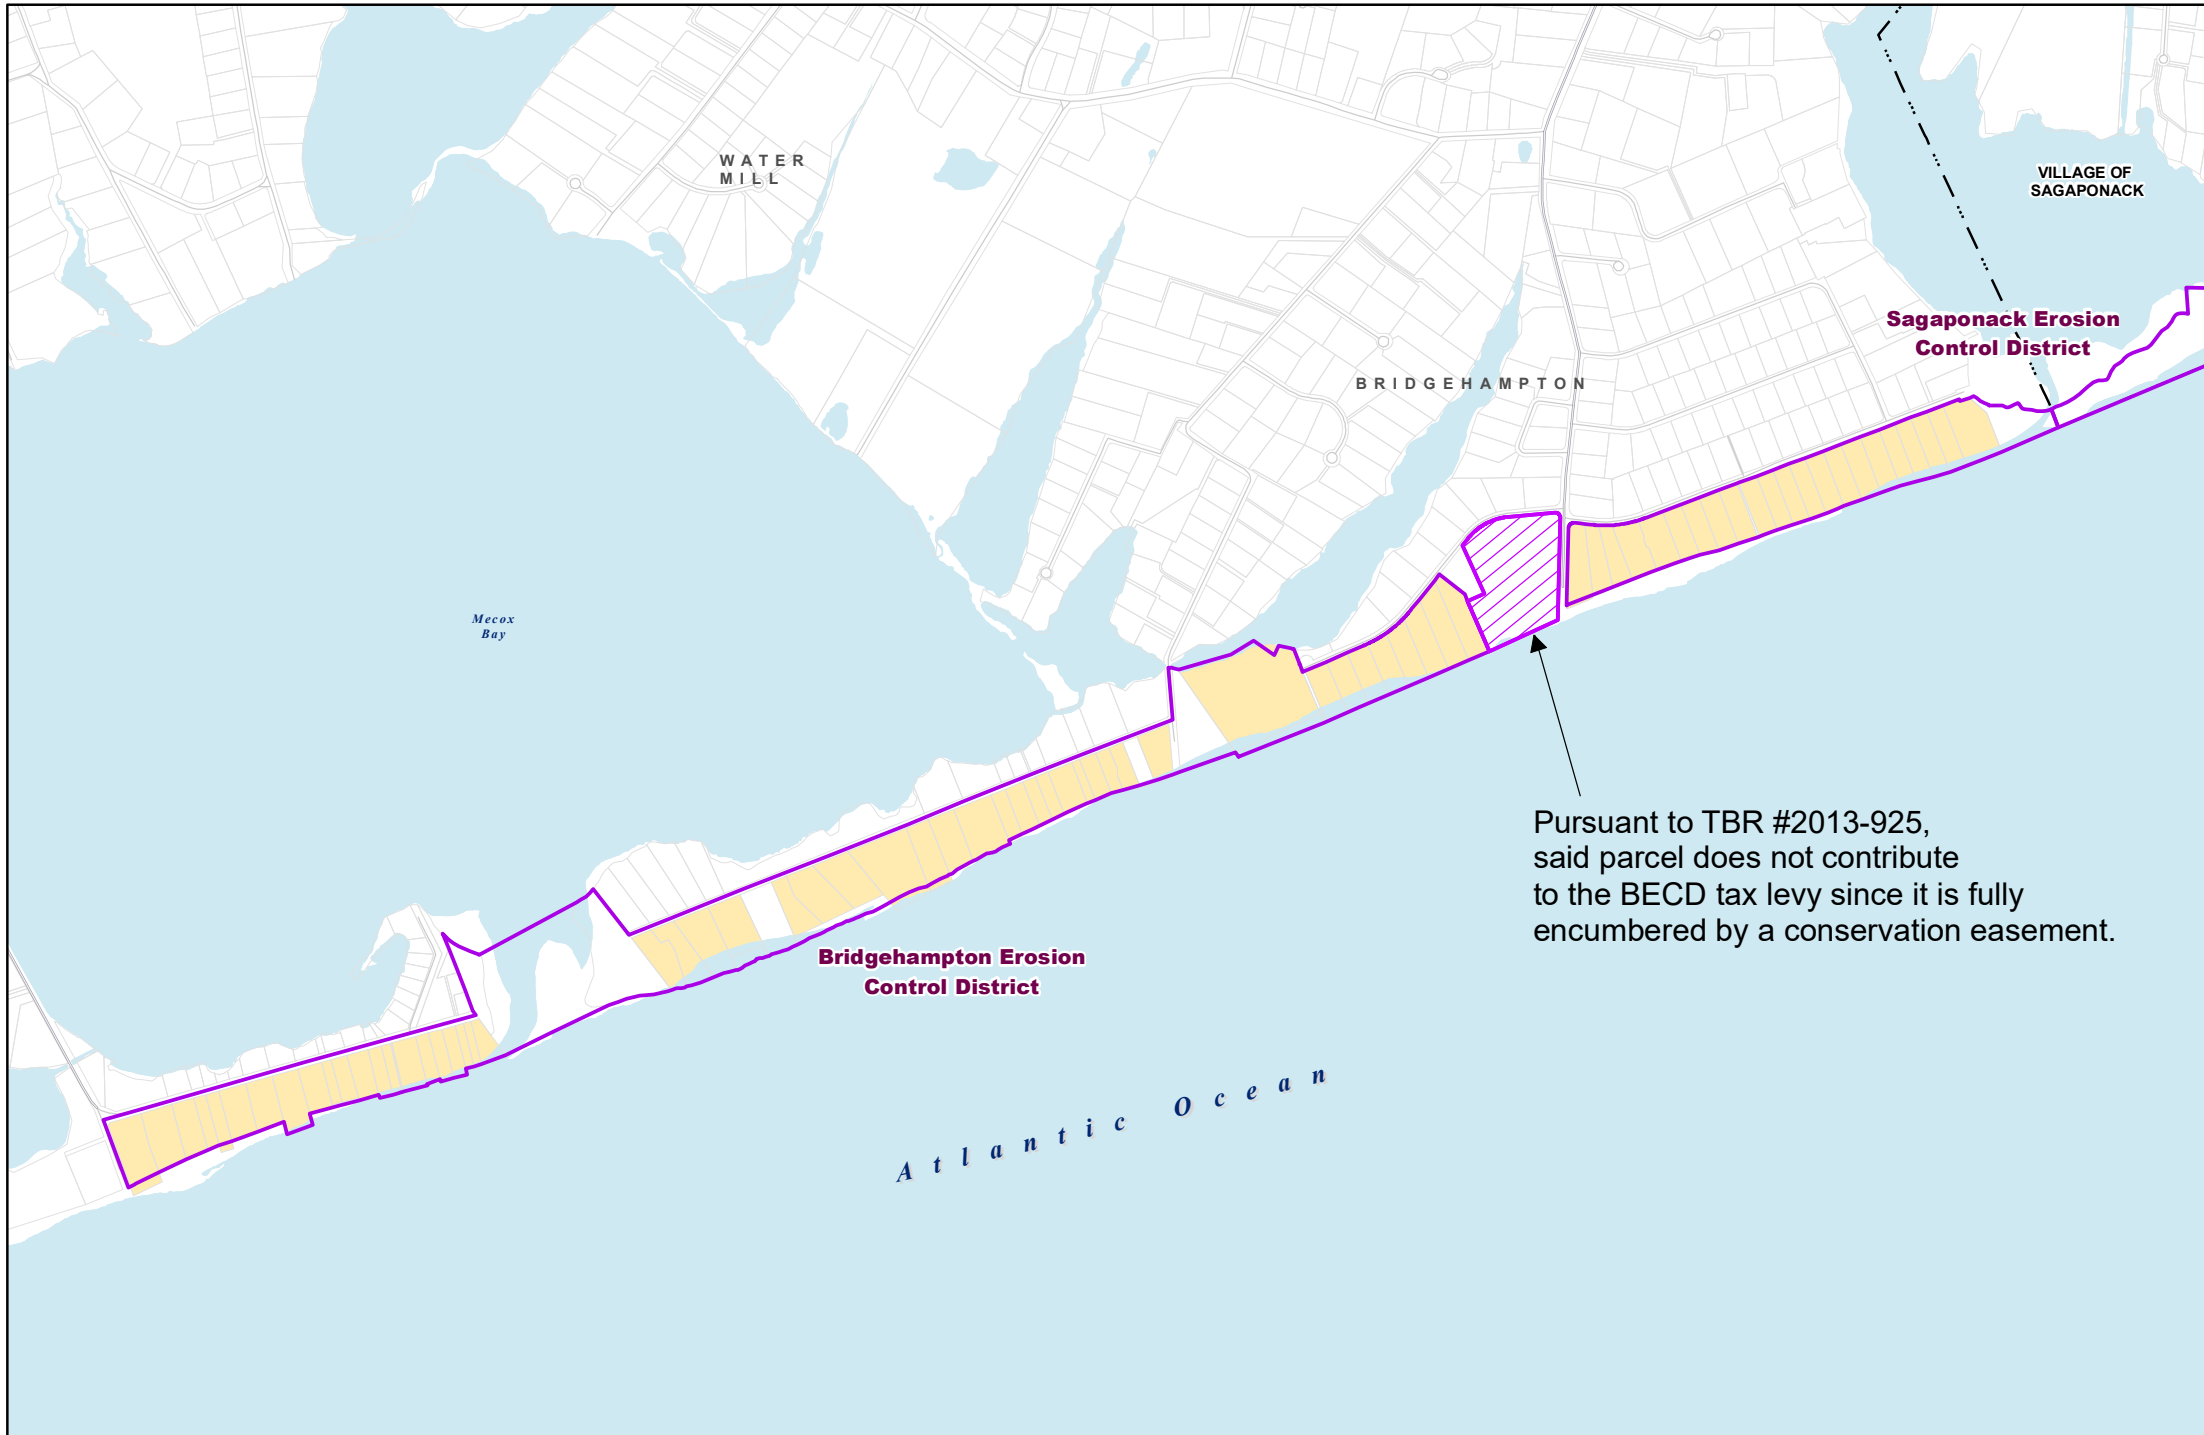 WATER
MILL
VILLAGE OF
SAGAPONACK
Sagaponack Erosion
Control District
BRIDGEHAMPTON
Mecox
Bay
Pursuant to TBR #2013-925,
said parcel does not contribute
to the BECD tax levy since it is fully
encumbered by a conservation easement.
Bridgehampton Erosion
Control District
Atlantic Ocean